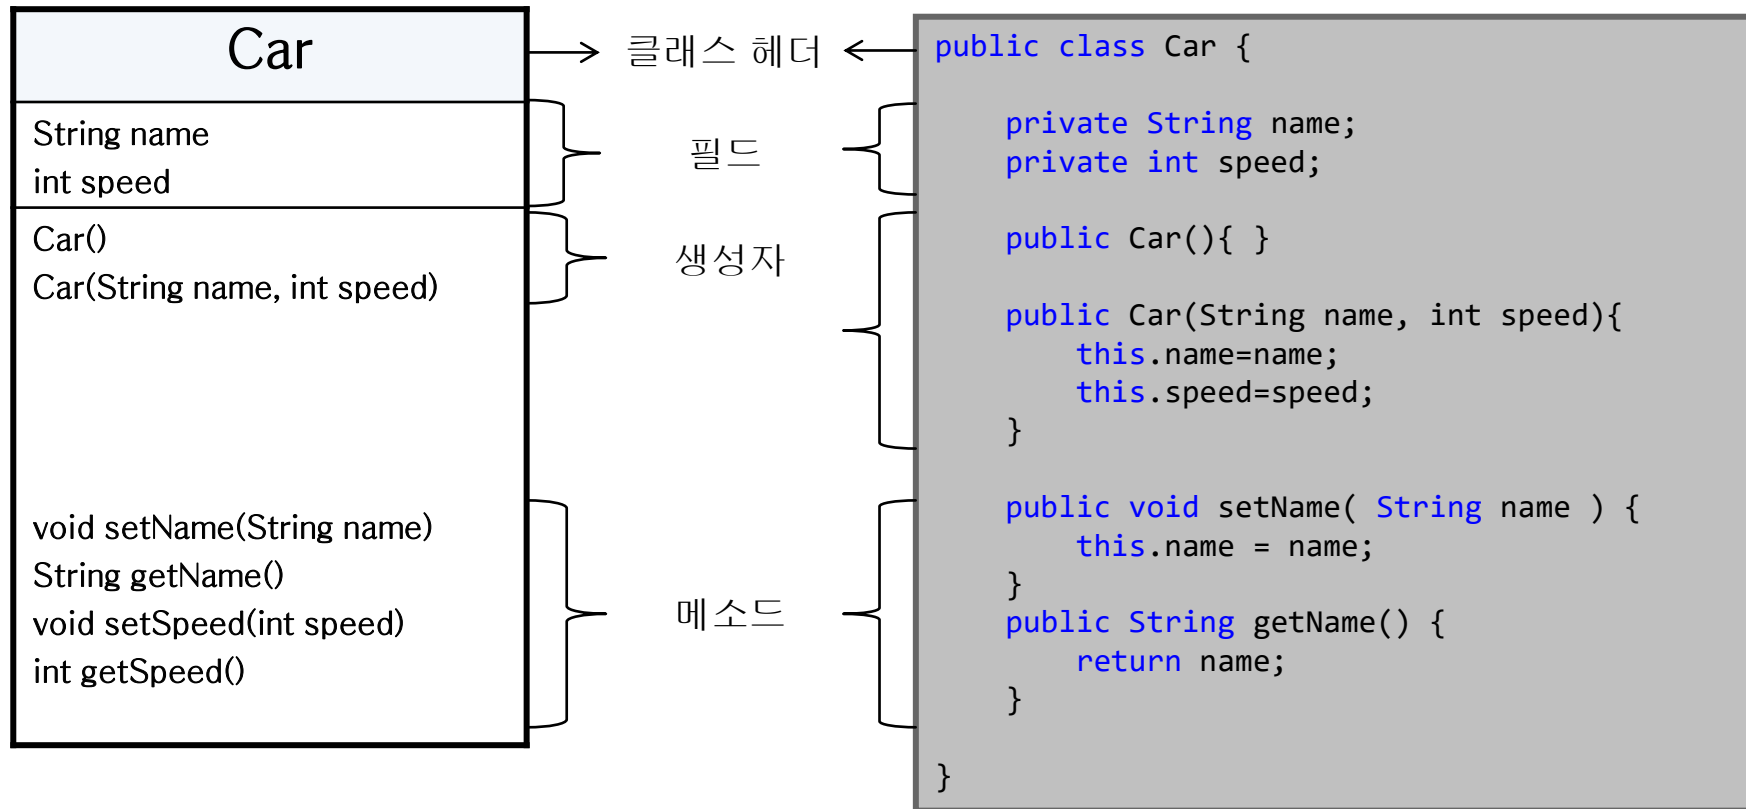 Car
String name
int speed
Car()
Car(String name, int speed)
void setName(String name)
String getName()
void setSpeed(int speed)
int getSpeed()
클래스 헤더
필드
생성자
메소드
public class Car {
private String name;
private int speed;
public Car(){ }
public Car(String name, int speed){
this.name=name;
this.speed=speed;
}
public void setName( String name ) {
this.name = name;
}
public String getName() {
return name;
}
}